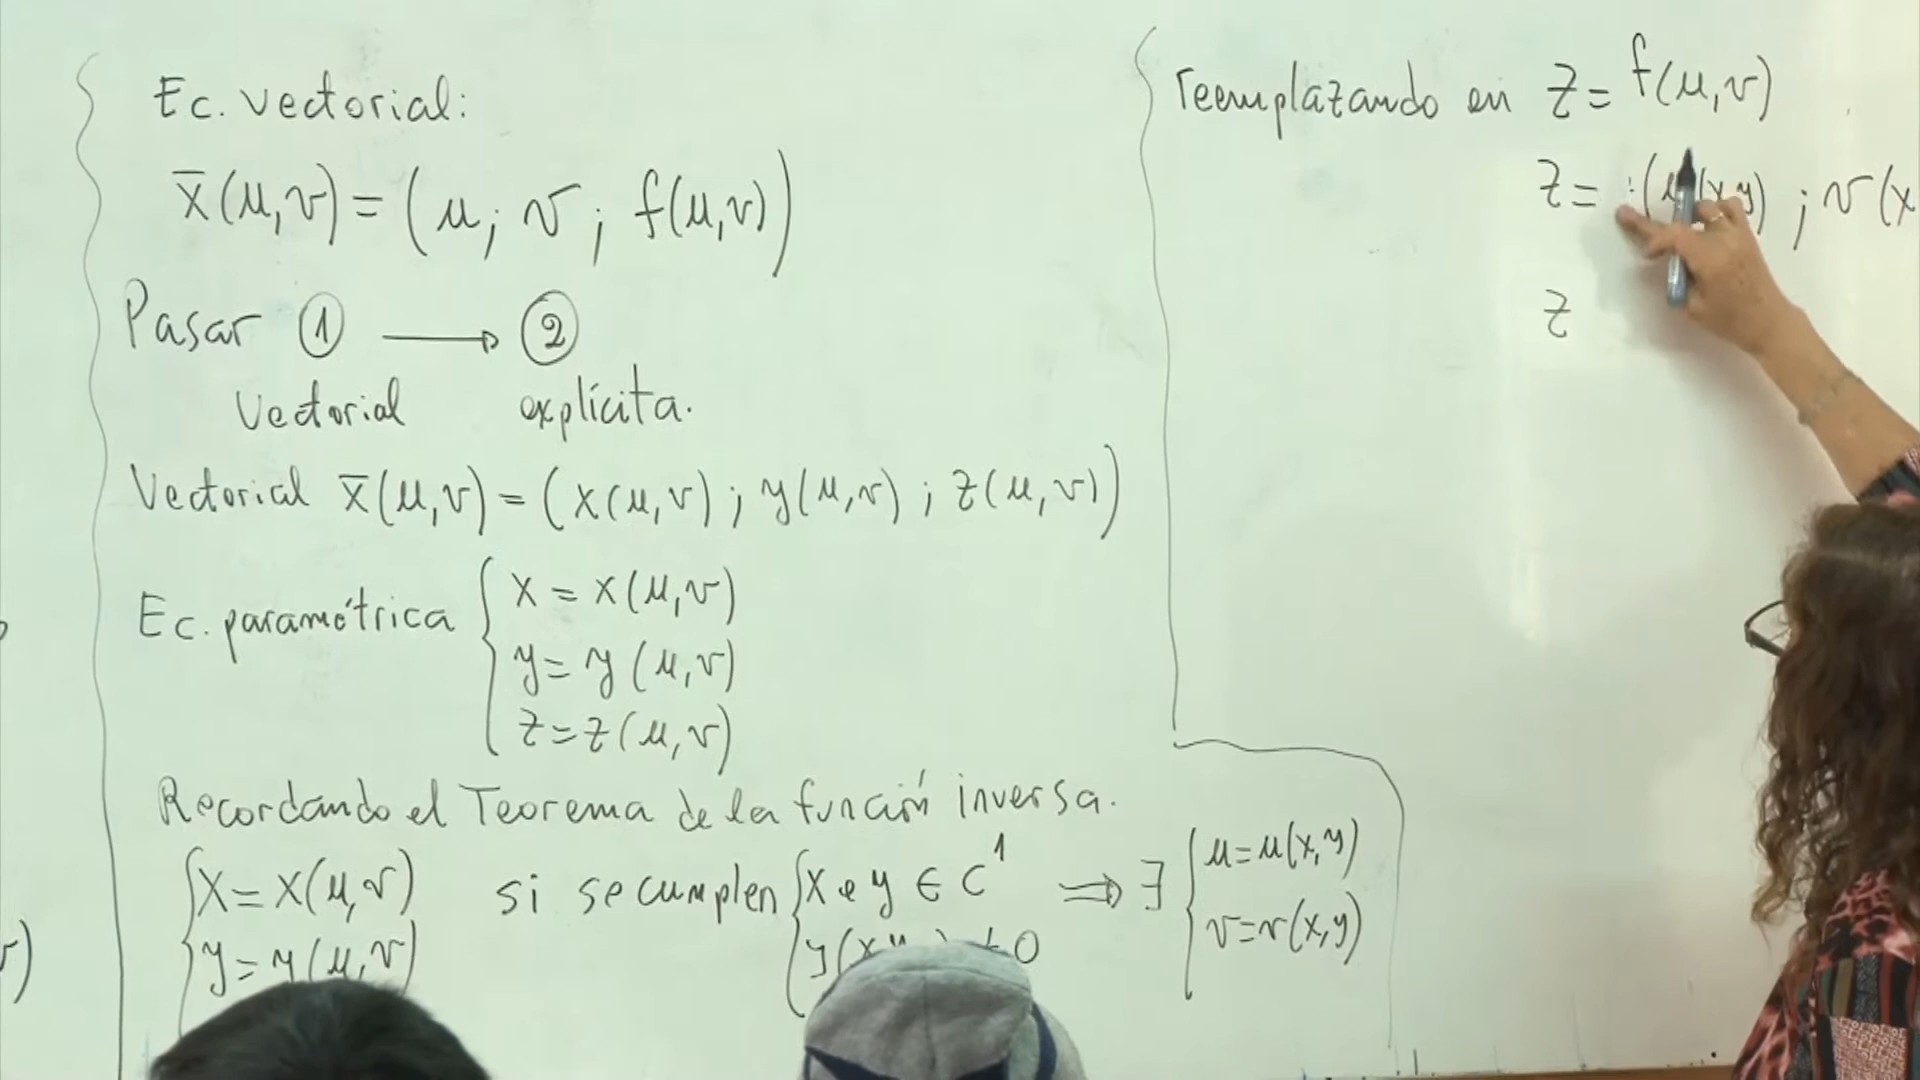 Ec. vectorial:
x̄(μ,v) = (μ ; v ; f(μ,v))
Pasar ① → ②
Vectorial explícita.
Vectorial x̄(μ,v) = (x(μ,v) ; y(μ,v) ; z(μ,v))
Ec. paramétrica { x = x(μ,v)
y = y(μ,v)
z = z(μ,v)
Recordando el Teorema de la función inversa.
{ x = x(μ,v) si se cumplen { x e y ∈ C¹ ⇒ ∃ { μ = μ(x,y)
y = y(μ,v) 0 v = v(x,y)
reemplazando en z = f(μ,v)
z = (x,y) ; v(x
z